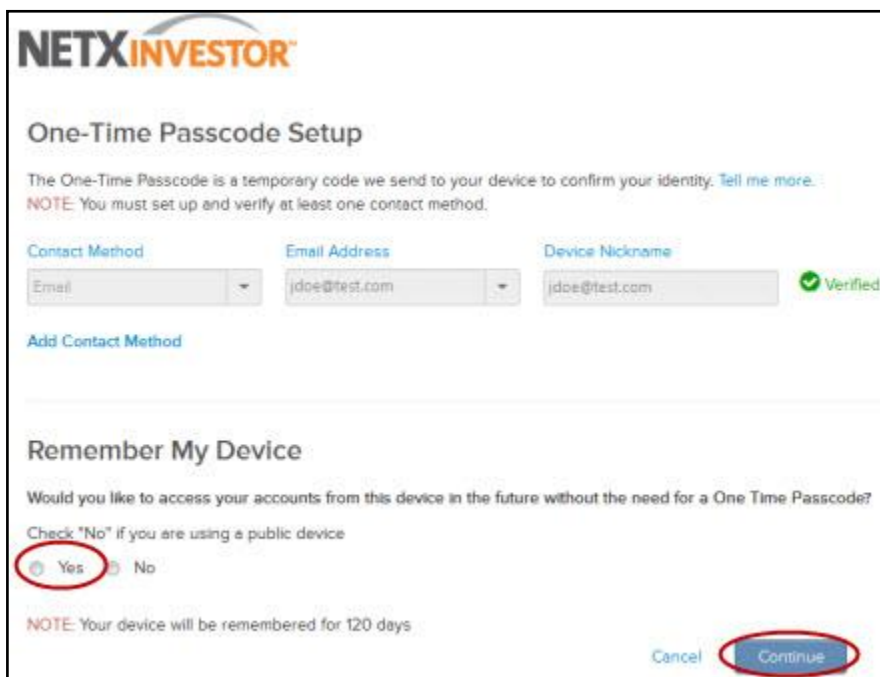 NETXINVESTOR™
One-Time Passcode Setup
The One-Time Passcode is a temporary code we send to your device to confirm your identity. Tell me more.
NOTE: You must set up and verify at least one contact method.
Contact Method Email Address Device Nickname
Email jdoe@test.com jdoe@test.com Verified
Add Contact Method
Remember My Device
Would you like to access your accounts from this device in the future without the need for a One Time Passcode?
Check "No" if you are using a public device
Yes No
NOTE: Your device will be remembered for 120 days
Cancel Continue